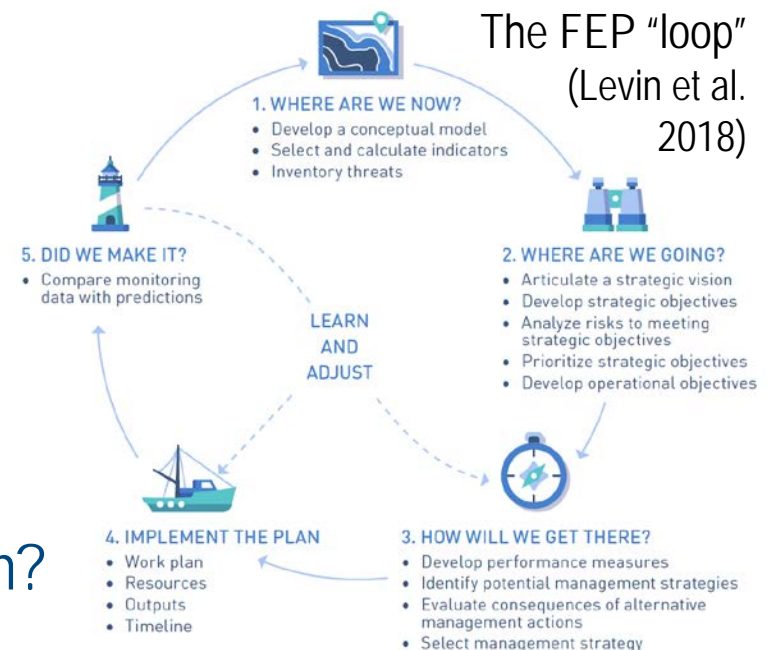 The FEP “loop”
(Levin et al.
2018)
1. WHERE ARE WE NOW?
• Develop a conceptual model
• Select and calculate indicators
• Inventory threats
2. WHERE ARE WE GOING?
• Articulate a strategic vision
• Develop strategic objectives
• Analyze risks to meeting
strategic objectives
• Prioritize strategic objectives
• Develop operational objectives
3. HOW WILL WE GET THERE?
• Develop performance measures
• Identify potential management strategies
• Evaluate consequences of alternative
management actions
• Select management strategy
4. IMPLEMENT THE PLAN
• Work plan
• Resources
• Outputs
• Timeline
5. DID WE MAKE IT?
• Compare monitoring
data with predictions
LEARN
AND
ADJUST